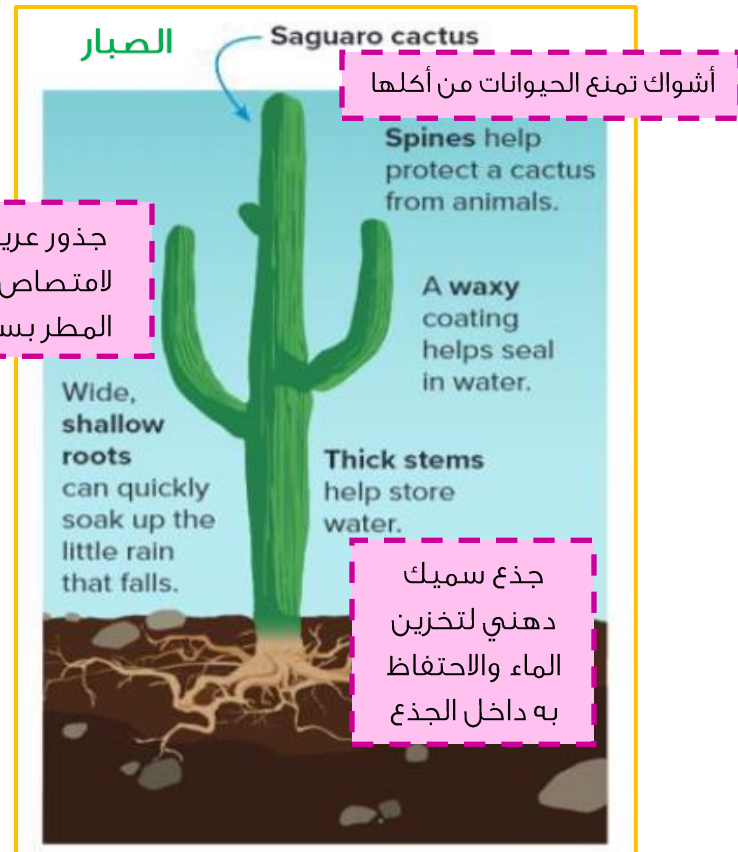 الصبار
Saguaro cactus
أشواك تمنع الحيوانات من أكلها
Spines help
protect a cactus
from animals.
جذور
لامتصاص
المطر
A waxy
coating
helps seal
in water.
Wide,
shallow
roots
can quickly
soak up the
little rain
that falls.
Thick stems
help store
water.
جذع سميك
دهني لتخزين
الماء والاحتفاظ
به داخل الجذع